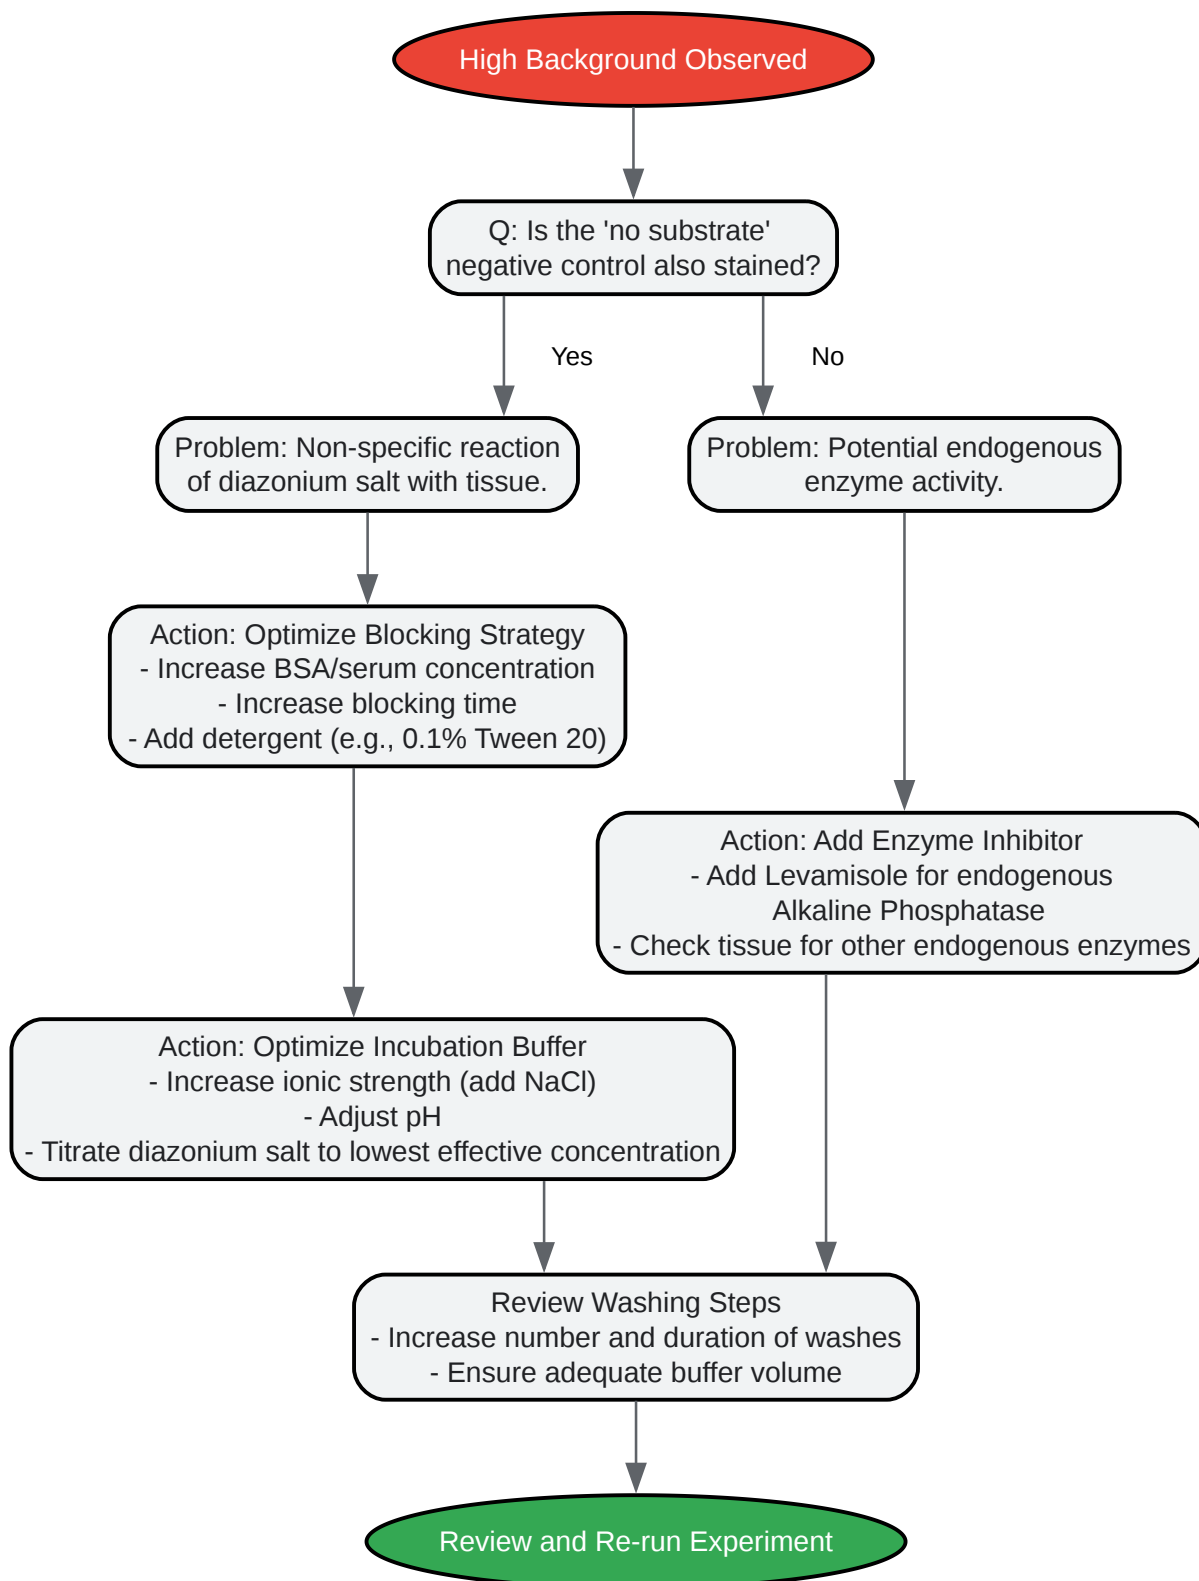 High Background Observed
Q: Is the 'no substrate'
negative control also stained?
Yes
No
Problem: Non-specific reaction
of diazonium salt with tissue.
Problem: Potential endogenous
enzyme activity.
Action: Optimize Blocking Strategy
- Increase BSA/serum concentration
- Increase blocking time
- Add detergent (e.g., 0.1% Tween 20)
Action: Add Enzyme Inhibitor
- Add Levamisole for endogenous
Alkaline Phosphatase
- Check tissue for other endogenous enzymes
Action: Optimize Incubation Buffer
- Increase ionic strength (add NaCl)
- Adjust pH
- Titrate diazonium salt to lowest effective concentration
Review Washing Steps
- Increase number and duration of washes
- Ensure adequate buffer volume
Review and Re-run Experiment